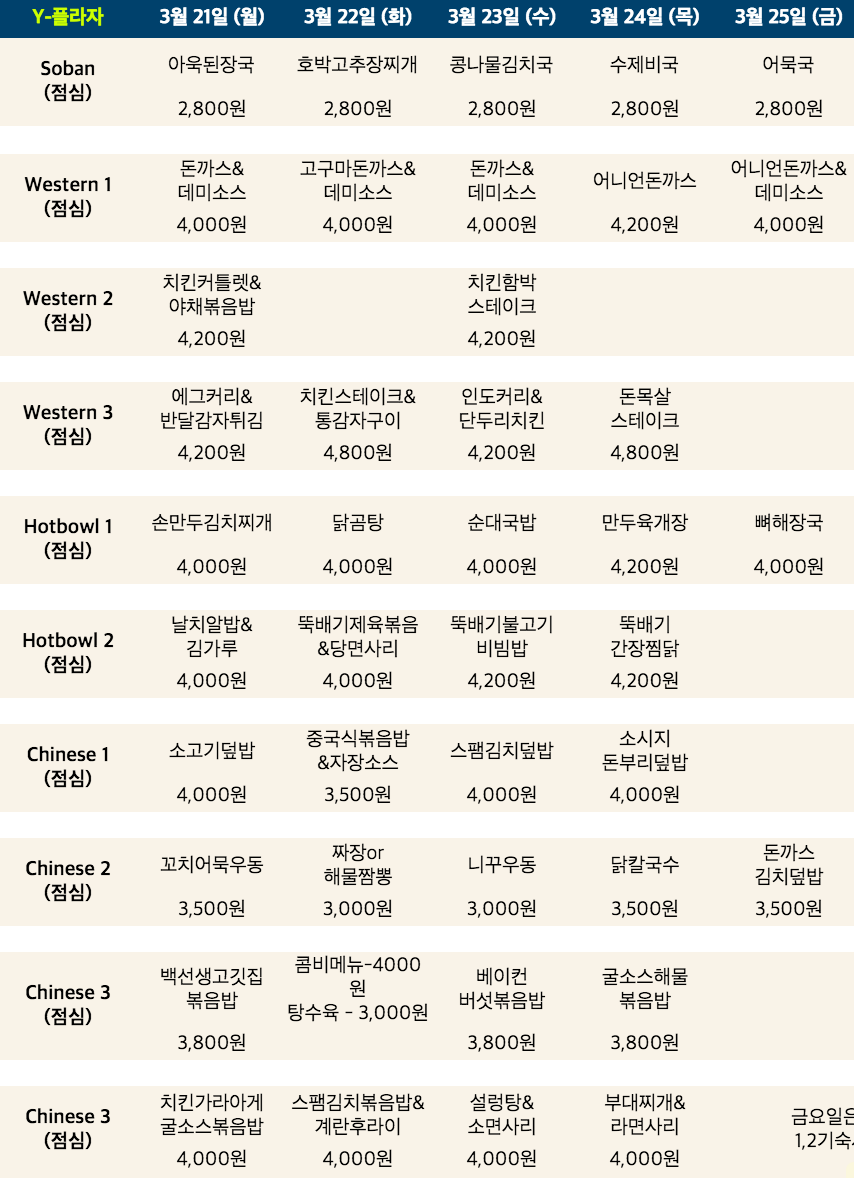 Y-플라자 3월 21일 (월) 3월 22일 (화) 3월 23일 (수) 3월 24일 (목) 3월 25일 (금)
Soban
(점심)
아욱된장국 호박고추장찌개 콩나물김치국 수제비국 어묵국
2,800원 2,800원 2,800원 2,800원 2,800원
Western 1
(점심)
돈까스&
데미소스
4,000원
고구마돈까스&
데미소스
4,000원
돈까스&
데미소스
4,000원
어니언돈까스
4,200원
어니언돈까스&
데미소스
4,000원
Western 2
(점심)
치킨커틀렛&
야채볶음밥
4,200원
치킨함박
스테이크
4,200원
Western 3
(점심)
에그커리&
반달감자튀김
4,200원
치킨스테이크&
통감자구이
4,800원
인도커리&
단두리치킨
4,200원
돈목살
스테이크
4,800원
Hotbowl 1
(점심)
손만두김치찌개 닭곰탕 순대국밥 만두육개장 뼈해장국
4,000원 4,000원 4,000원 4,200원 4,000원
Hotbowl 2
(점심)
날치알밥&
김가루
4,000원
뚝배기제육볶음
&당면사리
4,000원
뚝배기불고기
비빔밥
4,200원
뚝배기
간장찜닭
4,200원
Chinese 1
(점심)
소고기덮밥
4,000원
중국식볶음밥
&자장소스
3,500원
스팸김치덮밥
4,000원
소시지
돈부리덮밥
4,000원
Chinese 2
(점심)
꼬치어묵우동
3,500원
짜장or
해물짬뽕
3,000원
니꾸우동
3,000원
닭칼국수
3,500원
돈까스
김치덮밥
3,500원
Chinese 3
(점심)
백선생고깃집
볶음밥
3,800원
콤비메뉴-4000
원
탕수육 - 3,000원
베이컨
버섯볶음밥
3,800원
굴소스해물
볶음밥
3,800원
Chinese 3
(점심)
치킨가라아게
굴소스볶음밥
4,000원
스팸김치볶음밥&
계란후라이
4,000원
설렁탕&
소면사리
4,000원
부대찌개&
라면사리
4,000원
금요일은
1,2기숙